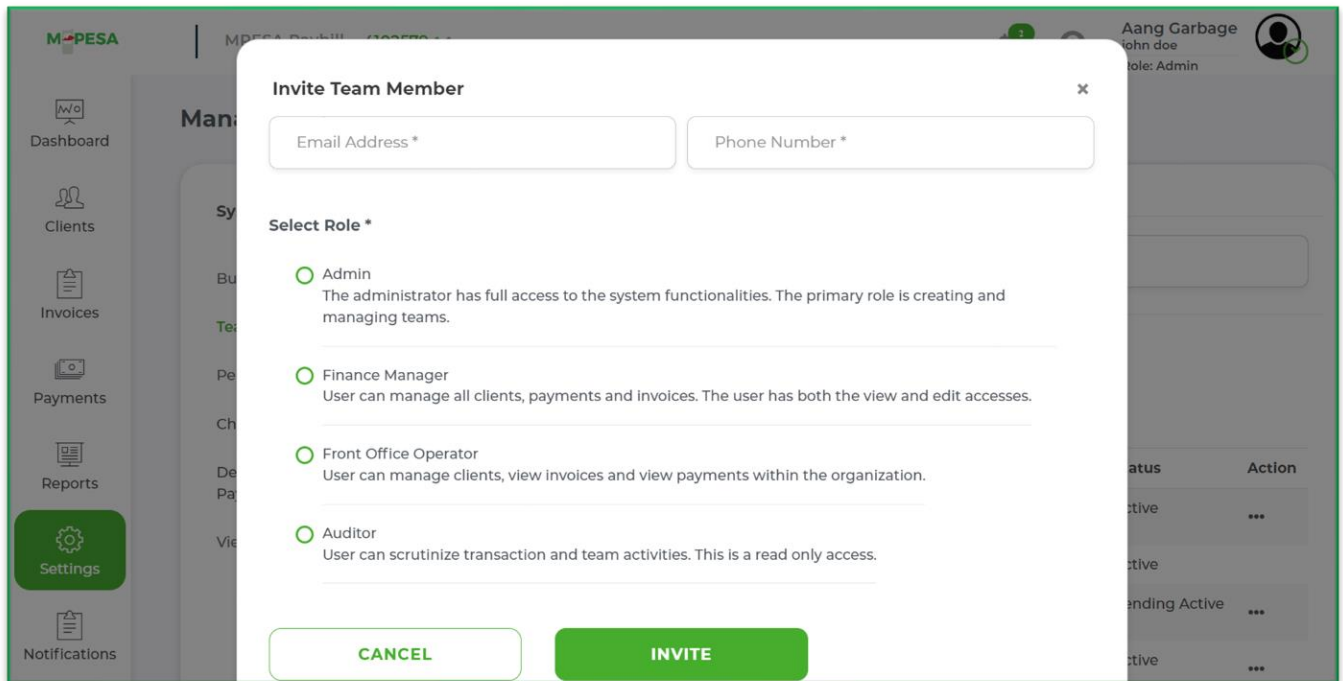 M-PESA
2
Aang Garbage
john doe
Role: Admin
Invite Team Member
Email Address *
Phone Number *
Dashboard
Clients
Invoices
Payments
Reports
Settings
Notifications
Select Role *
Admin
The administrator has full access to the system functionalities. The primary role is creating and
managing teams.
Finance Manager
User can manage all clients, payments and invoices. The user has both the view and edit accesses.
Front Office Operator
User can manage clients, view invoices and view payments within the organization.
Auditor
User can scrutinize transaction and team activities. This is a read only access.
Action
Pending Active
CANCEL
INVITE